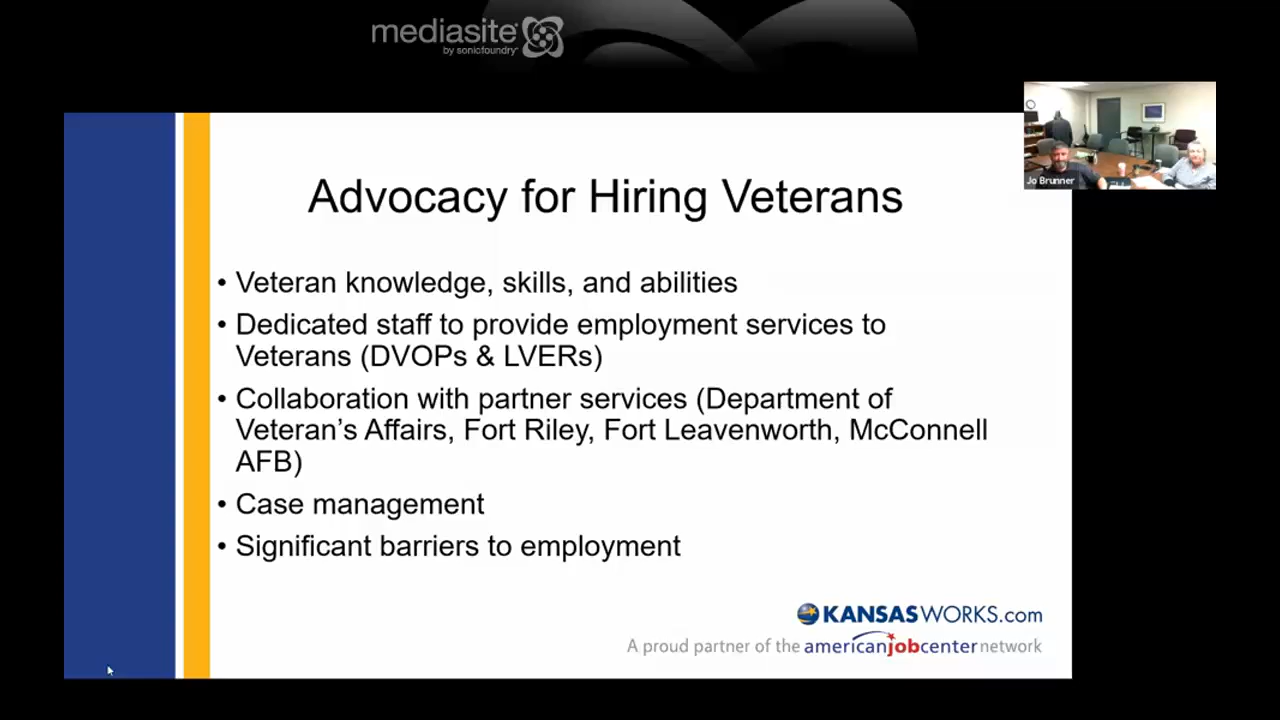 mediasite
by sonicfoundry
Jo Brunner
Advocacy for Hiring Veterans
• Veteran knowledge, skills, and abilities
• Dedicated staff to provide employment services to
Veterans (DVOPs & LVERs)
• Collaboration with partner services (Department of
Veteran’s Affairs, Fort Riley, Fort Leavenworth, McConnell
AFB)
• Case management
• Significant barriers to employment
KANSASWORKS.com
A proud partner of the americanjobcenter network